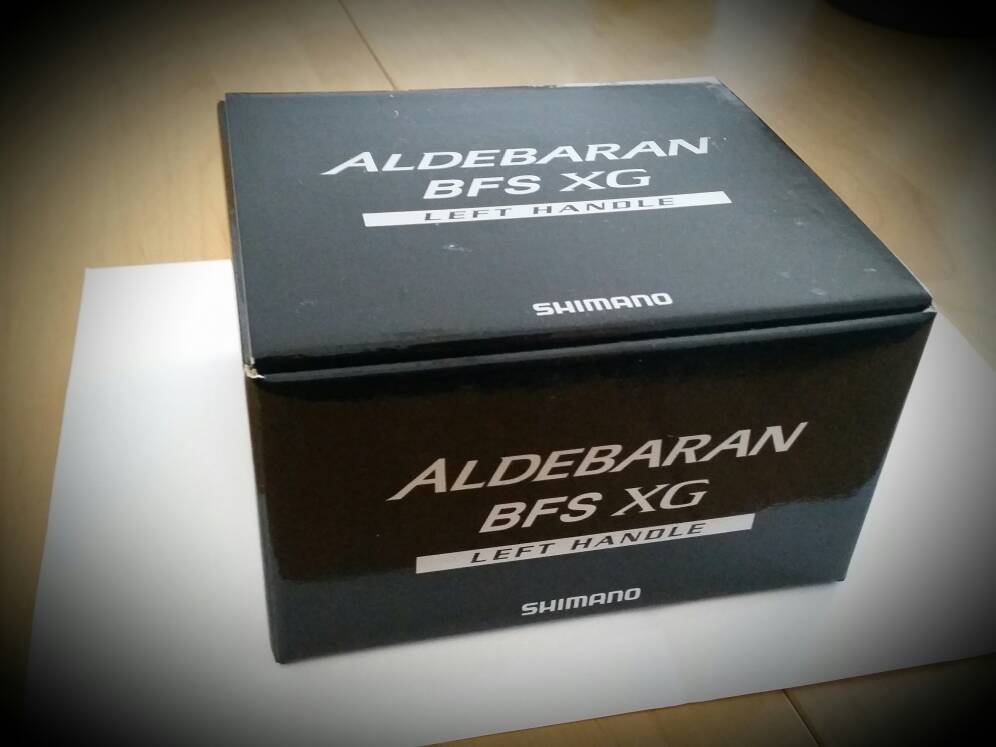 ALDEBARAN
BFS XG
LEFT HANDLE
SHIMANO
ALDEBARAN
BFS XG
LEFT HANDLE
SHIMANO